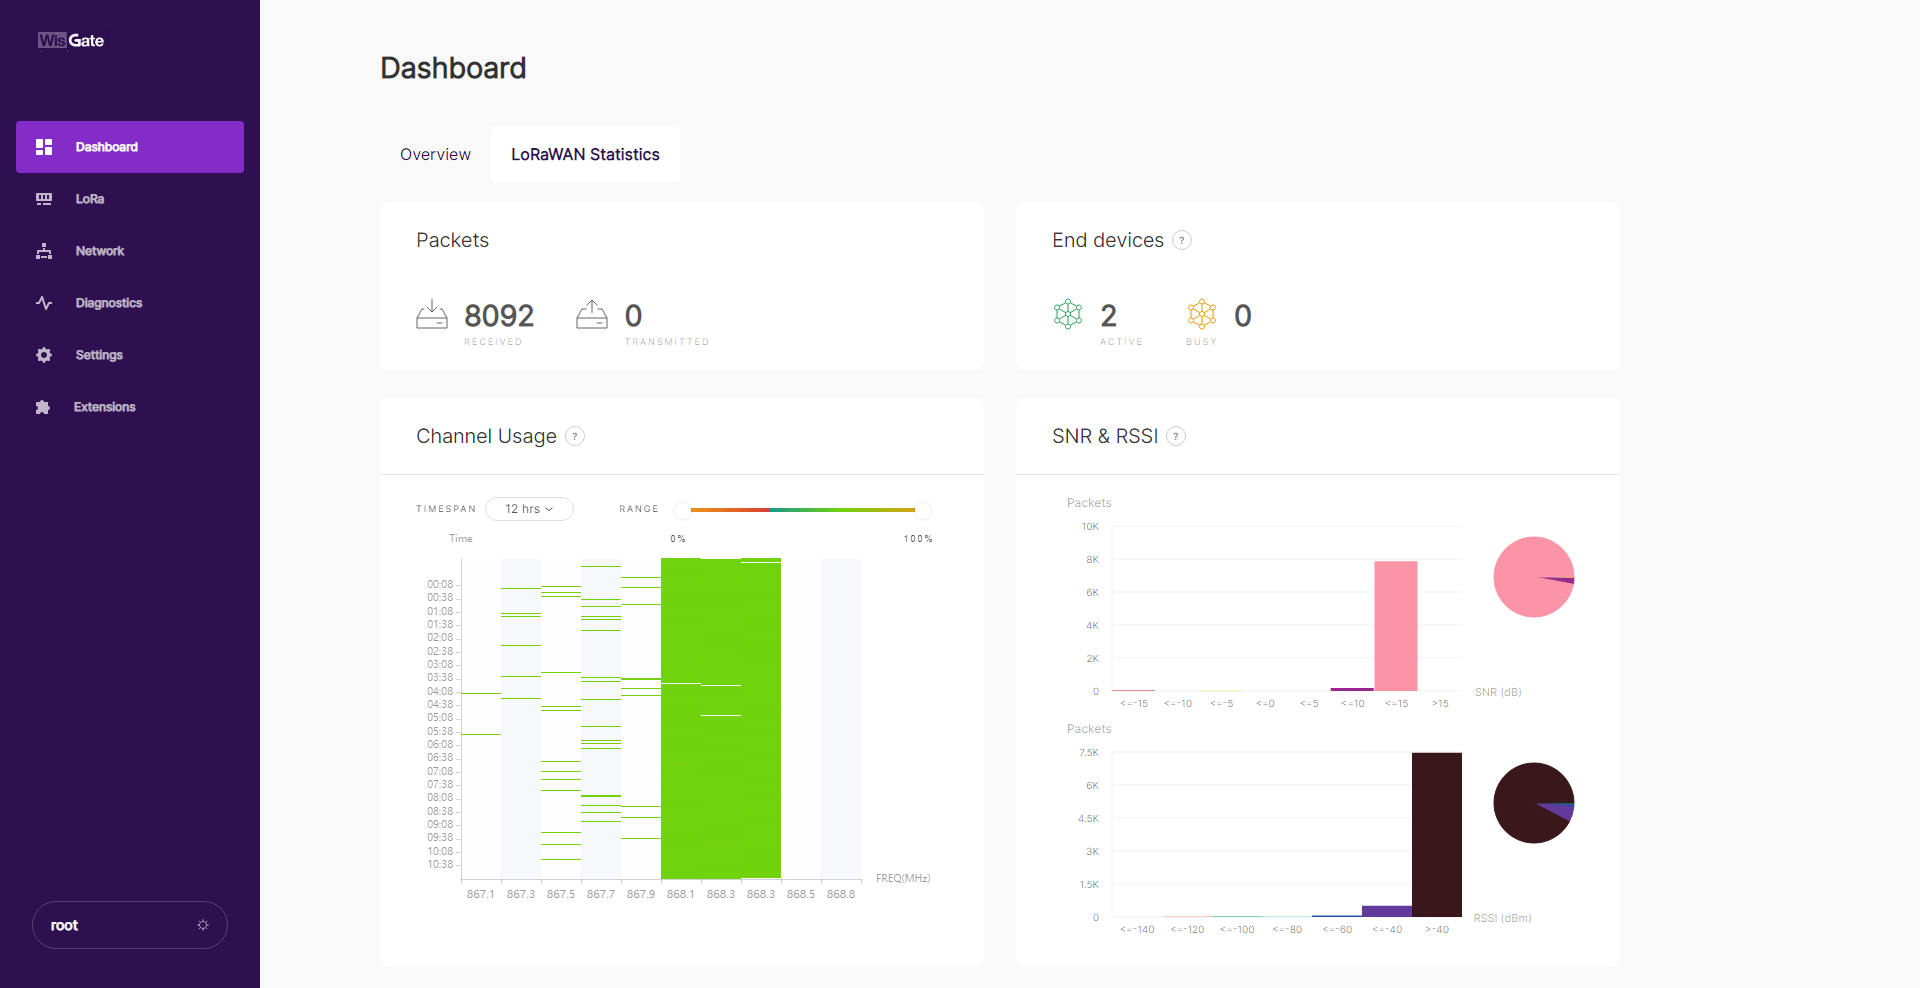 WisGate
Dashboard
LoRa
Network
Diagnostics
Settings
Extensions
root
Dashboard
Overview
LoRaWAN Statistics
Packets
8092
RECEIVED
0
TRANSMITTED
End devices ?
2
ACTIVE
0
BUSY
Channel Usage ?
TIMESPAN 12 hrs
RANGE
0% 100%
Time
00:08
00:38
01:08
01:38
02:08
02:38
03:08
03:38
04:08
04:38
05:08
05:38
06:08
06:38
07:08
07:38
08:08
08:38
09:08
09:38
10:08
10:38
867.1 867.3 867.5 867.7 867.9 868.1 868.3 868.3 868.5 868.8
FREQ(MHz)
SNR & RSSI ?
Packets
10K
8K
6K
4K
2K
0
<=-15 <=-10 <=-5 <=0 <=5 <=10 <=15 >15
SNR (dB)
Packets
7.5K
6K
4.5K
3K
1.5K
0
<=-140 <=-120 <=-100 <=-80 <=-60 <=-40 >-40
RSSI (dBm)